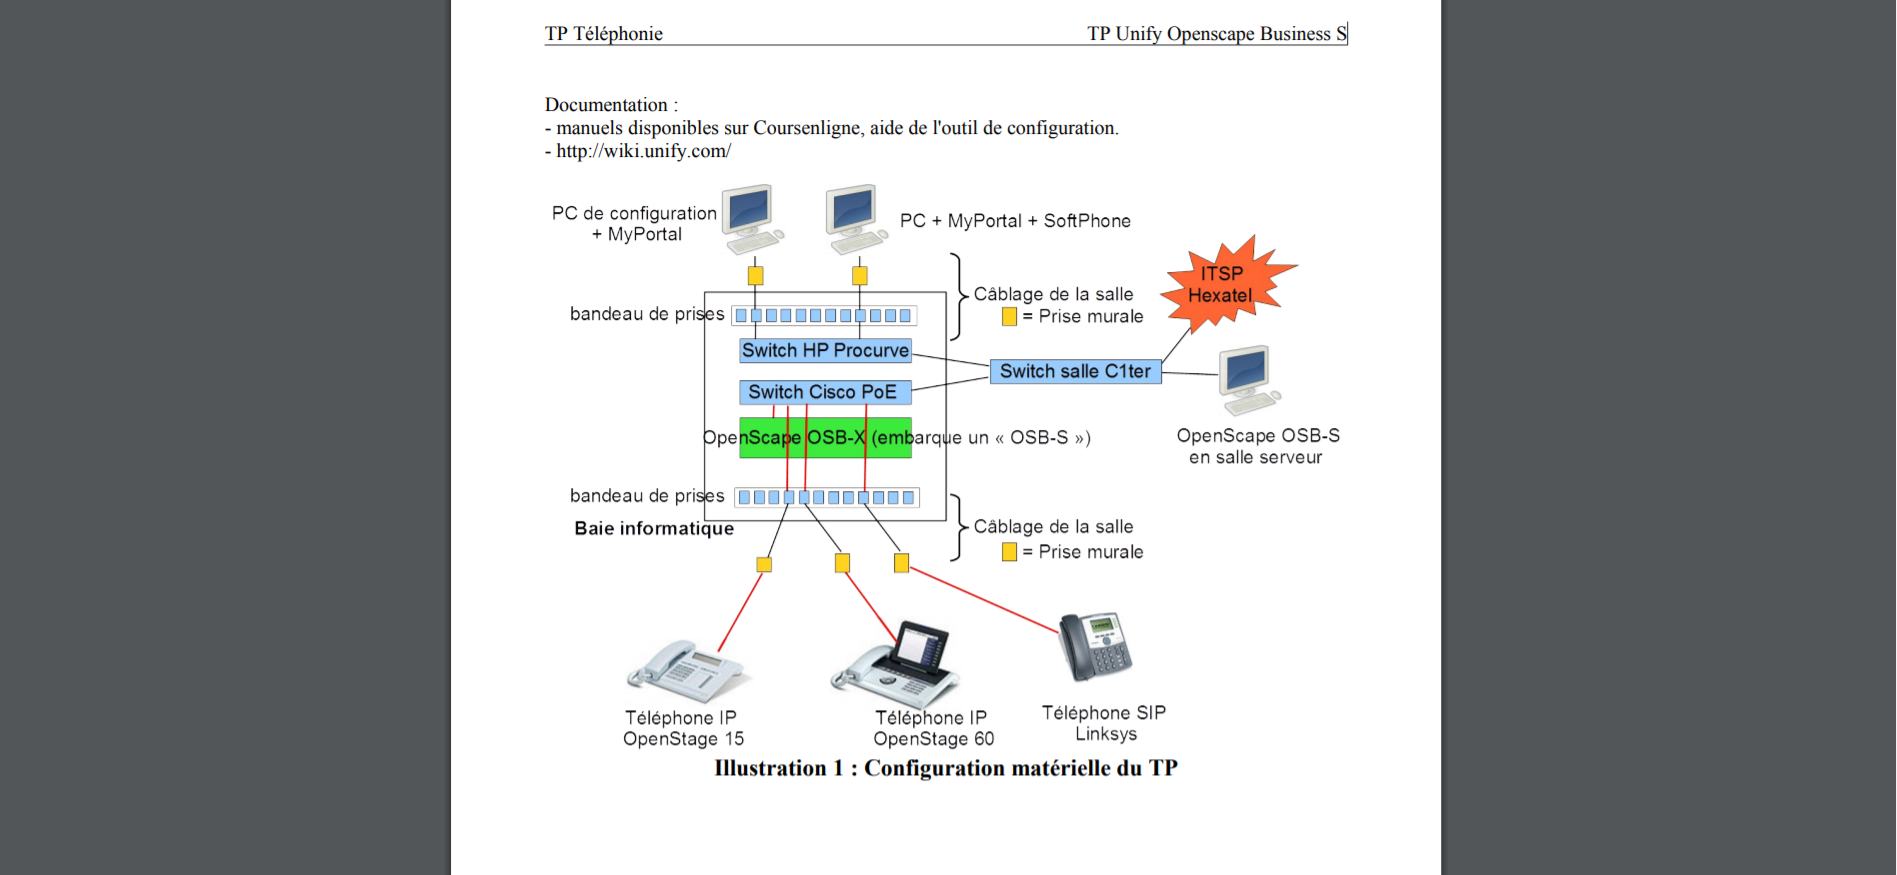 TP Téléphonie
TP Unify Openscape Business S
Documentation :
- manuels disponibles sur Coursenligne, aide de l'outil de configuration.
- http://wiki.unify.com/
PC de configuration
+ MyPortal
PC + MyPortal + SoftPhone
ITSP
Hexatel
Câblage de la salle
= Prise murale
bandeau de prises
Switch HP Procurve
Switch salle C1ter
Switch Cisco PoE
OpenScape OSB-X (embarque un « OSB-S »)
OpenScape OSB-S
en salle serveur
bandeau de prises
Baie informatique
Câblage de la salle
= Prise murale
Téléphone IP
OpenStage 15
Téléphone IP
OpenStage 60
Téléphone SIP
Linksys
Illustration 1 : Configuration matérielle du TP